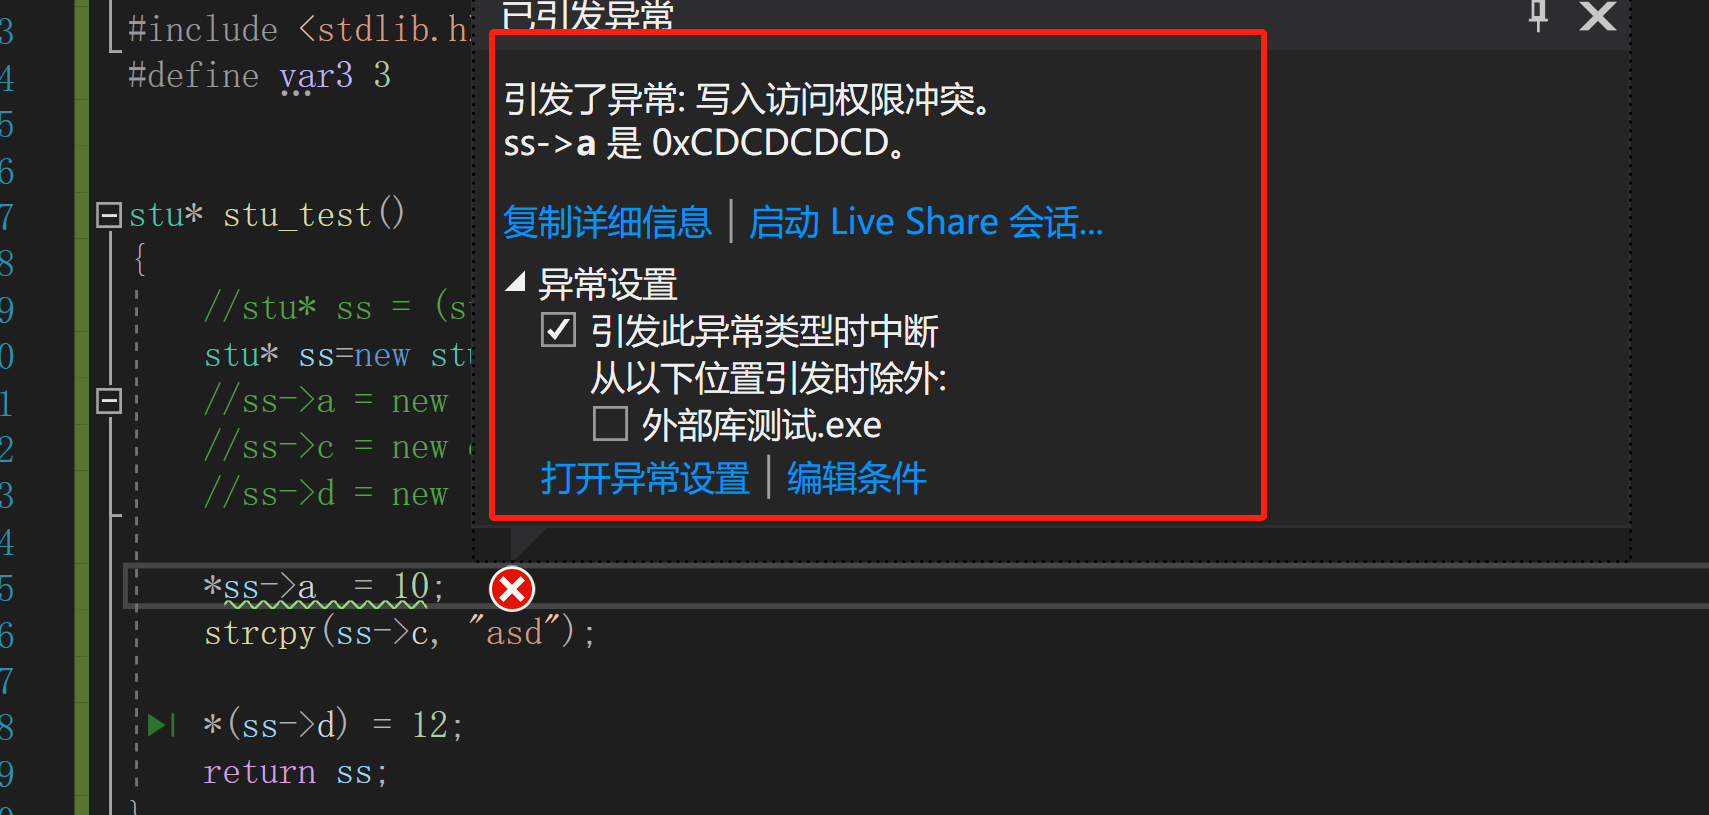 已引发异常
3 #include <stdlib.h
4 #define var3 3
5
6
7 stu* stu_test()
8 {
9 //stu* ss = (s
0 stu* ss=new stu
1 //ss->a = new
2 //ss->c = new
3 //ss->d = new
4
5 *ss->a  = 10;
6 strcpy(ss->c, "asd");
7
8 *(ss->d) = 12;
9 return ss;
}
引发了异常: 写入访问权限冲突。
ss->a 是 0xCDCDCDCD。
复制详细信息 | 启动 Live Share 会话...
异常设置
引发此异常类型时中断
从以下位置引发时除外:
外部库测试.exe
打开异常设置 | 编辑条件